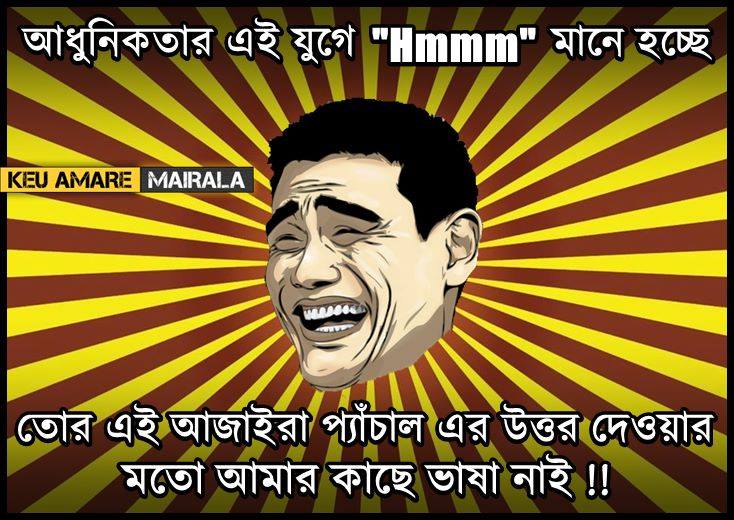 আধুনিকতার এই যুগে "Hmmm" মানে হচ্ছে
KEU AMARE MAIRALA
তোর এই আজাইরা প্যাঁচাল এর উত্তর দেওয়ার
মতো আমার কাছে ভাষা নাই !!